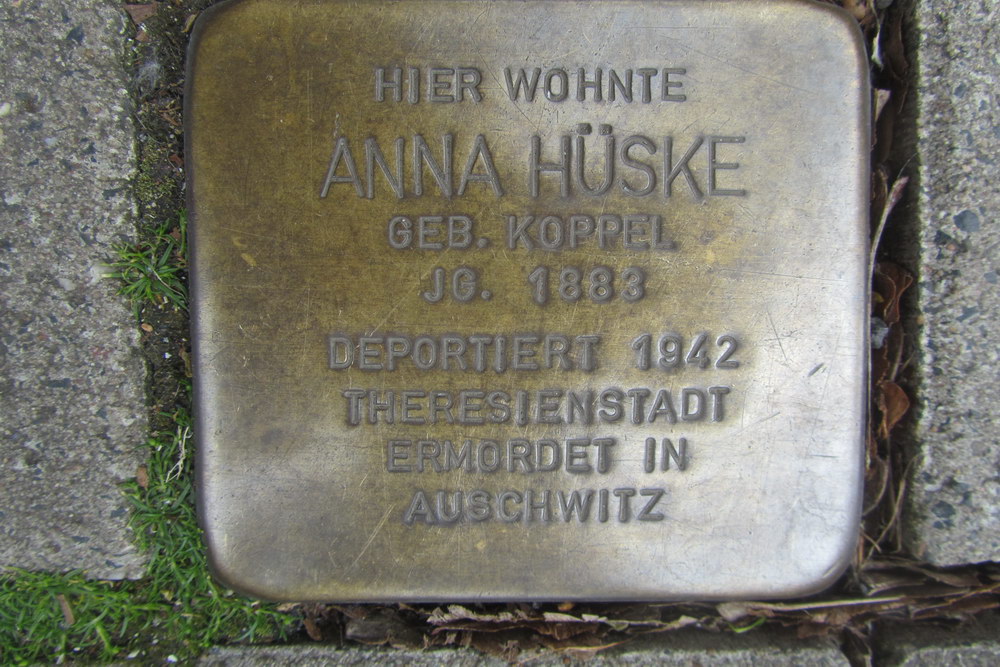 HIER WOHNTE
ANNA HÜSKE
GEB. KOPPEL
JG. 1883
DEPORTIERT 1942
THERESIENSTADT
ERMORDET IN
AUSCHWITZ